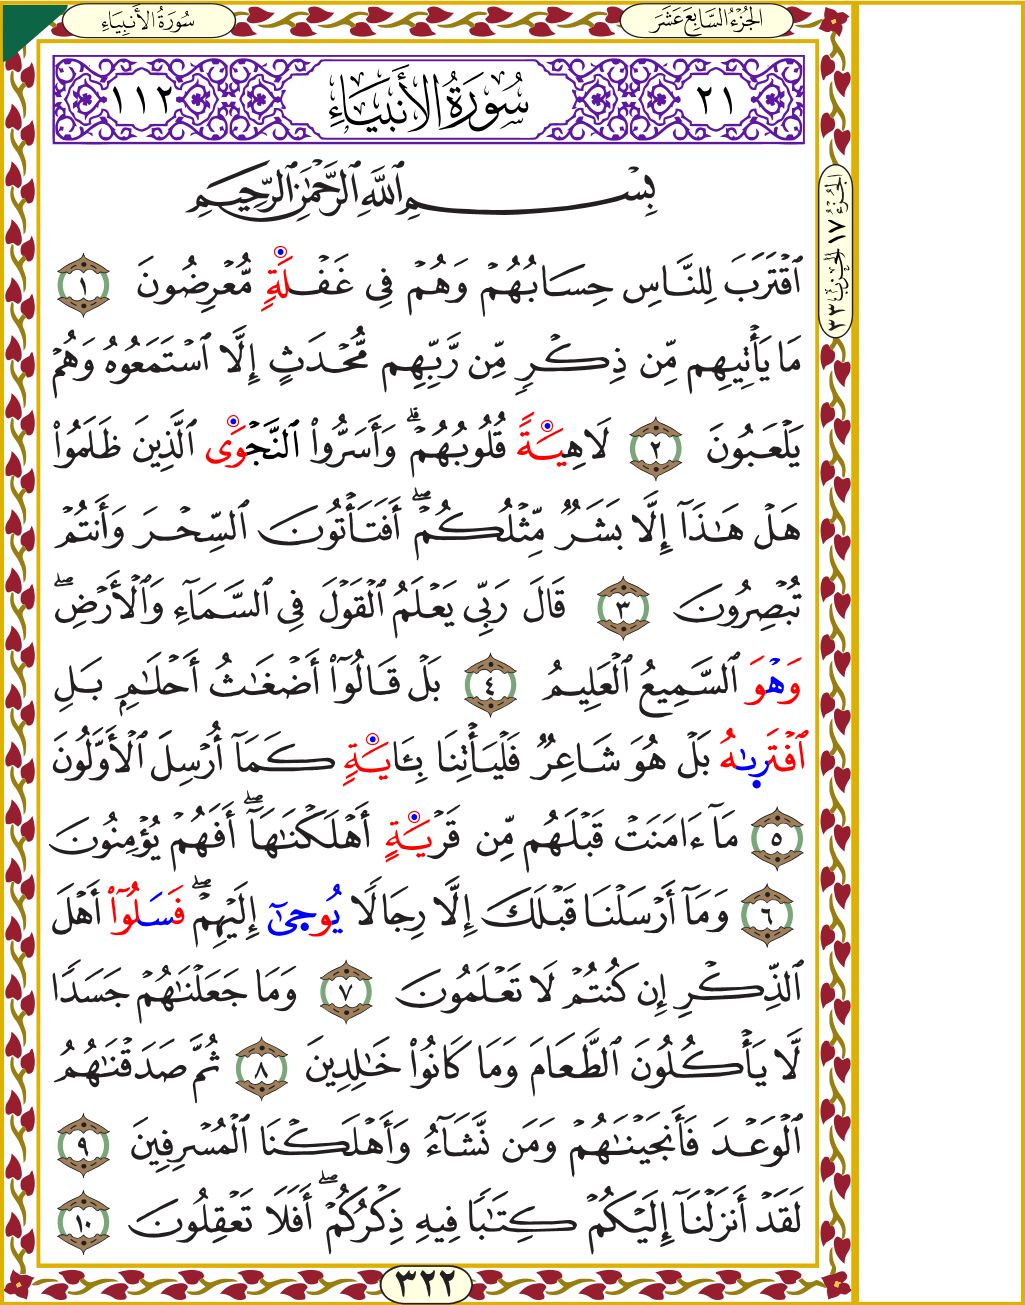 سُورَةُ الأَنبِيَاءِ
الجُزْءُ السَّابِعَ عَشَرَ
٢١ سُورَةُ الأَنبِيَاءِ ١١٢
الجُزْءُ ١٧ الحِزْبُ ٣٣
بِسْمِ ٱللَّهِ ٱلرَّحْمَٰنِ ٱلرَّحِيمِ
ٱقْتَرَبَ لِلنَّاسِ حِسَابُهُمْ وَهُمْ فِى غَفْلَةٍ مُّعْرِضُونَ ١
مَا يَأْتِيهِم مِّن ذِكْرٍ مِّن رَّبِّهِم مُّحْدَثٍ إِلَّا ٱسْتَمَعُوهُ وَهُمْ
يَلْعَبُونَ ٢ لَاهِيَةً قُلُوبُهُمْ ۗ وَأَسَرُّوا۟ ٱلنَّجْوَى ٱلَّذِينَ ظَلَمُوا۟
هَلْ هَٰذَآ إِلَّا بَشَرٌ مِّثْلُكُمْ ۖ أَفَتَأْتُونَ ٱلسِّحْرَ وَأَنتُمْ
تُبْصِرُونَ ٣ قَالَ رَبِّى يَعْلَمُ ٱلْقَوْلَ فِى ٱلسَّمَآءِ وَٱلْأَرْضِ ۖ
وَهْوَ ٱلسَّمِيعُ ٱلْعَلِيمُ ٤ بَلْ قَالُوٓا۟ أَضْغَٰثُ أَحْلَٰمٍۭ بَلِ
ٱفْتَرَىٰهُ بَلْ هُوَ شَاعِرٌ فَلْيَأْتِنَا بِـَٔايَةٍ كَمَآ أُرْسِلَ ٱلْأَوَّلُونَ
٥ مَآ ءَامَنَتْ قَبْلَهُم مِّن قَرْيَةٍ أَهْلَكْنَٰهَآ ۖ أَفَهُمْ يُؤْمِنُونَ
٦ وَمَآ أَرْسَلْنَا قَبْلَكَ إِلَّا رِجَالًا يُوحَىٰٓ إِلَيْهِمْ ۖ فَسَلُوٓا۟ أَهْلَ
ٱلذِّكْرِ إِن كُنتُمْ لَا تَعْلَمُونَ ٧ وَمَا جَعَلْنَٰهُمْ جَسَدًا
لَّا يَأْكُلُونَ ٱلطَّعَامَ وَمَا كَانُوا۟ خَٰلِدِينَ ٨ ثُمَّ صَدَقْنَٰهُمُ
ٱلْوَعْدَ فَأَنجَيْنَٰهُمْ وَمَن نَّشَآءُ وَأَهْلَكْنَا ٱلْمُسْرِفِينَ ٩
لَقَدْ أَنزَلْنَآ إِلَيْكُمْ كِتَٰبًا فِيهِ ذِكْرُكُمْ ۖ أَفَلَا تَعْقِلُونَ ١٠
٣٢٢